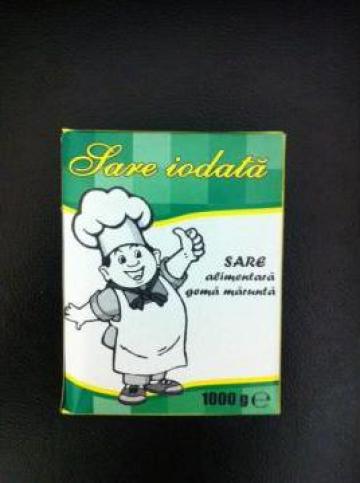 Sare iodată
SARE
alimentară
gemă măruntă
1000 g ℮